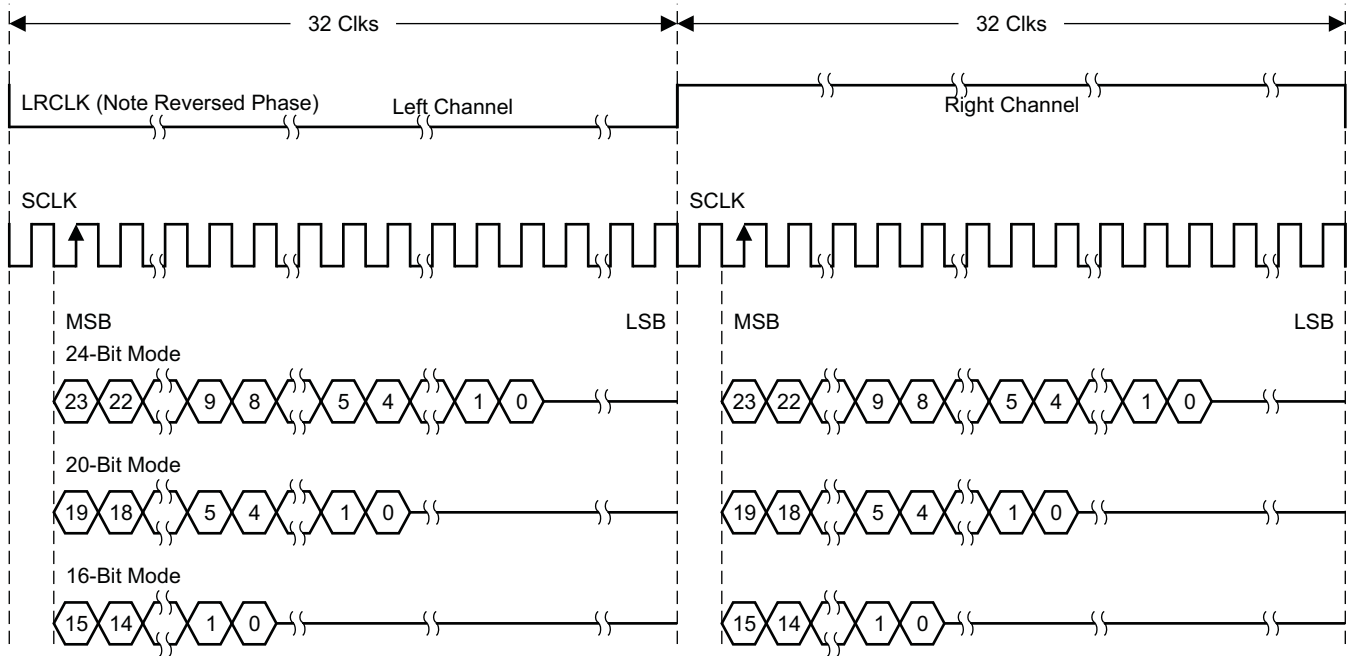 32 Clks 32 Clks
LRCLK (Note Reversed Phase) Left Channel Right Channel
SCLK SCLK
MSB LSB MSB LSB
24-Bit Mode
23 22 9 8 5 4 1 0 23 22 9 8 5 4 1 0
20-Bit Mode
19 18 5 4 1 0 19 18 5 4 1 0
16-Bit Mode
15 14 1 0 15 14 1 0